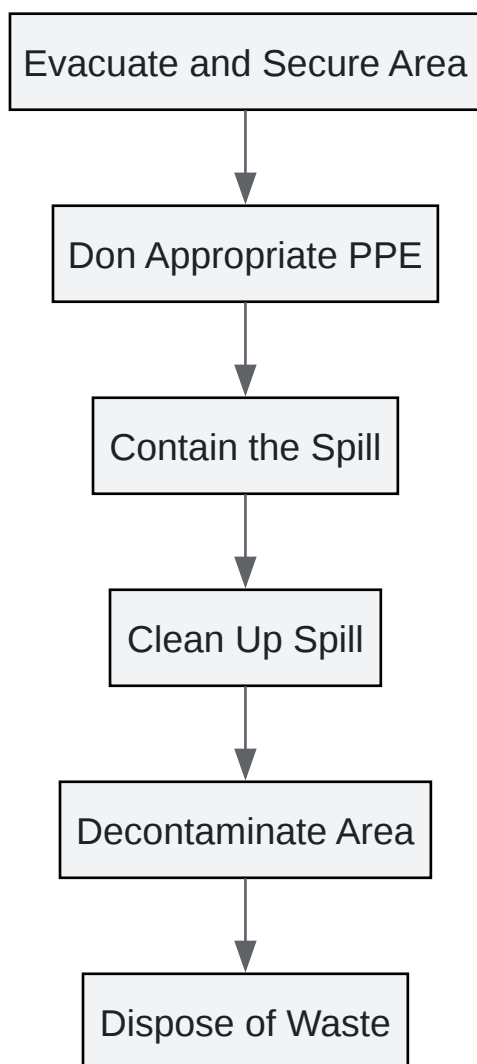 Evacuate and Secure Area
Don Appropriate PPE
Contain the Spill
Clean Up Spill
Decontaminate Area
Dispose of Waste